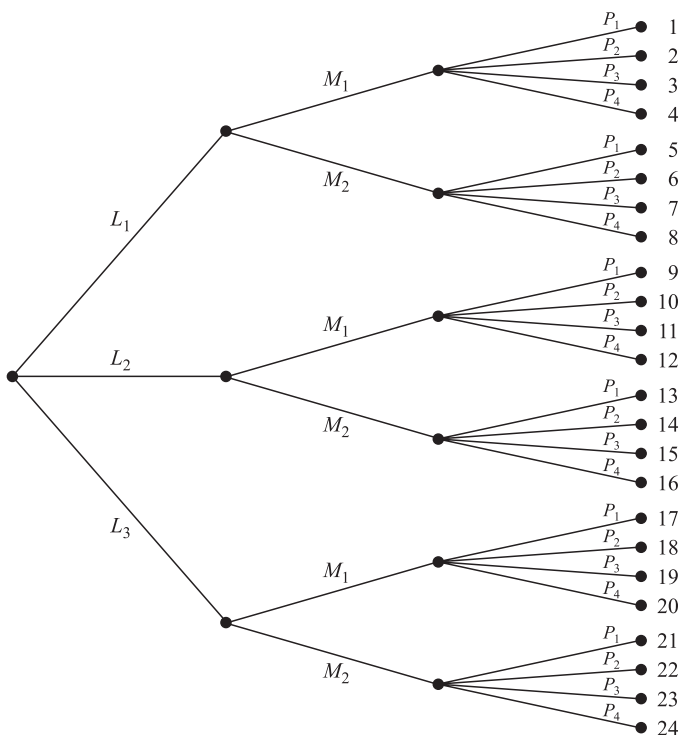 P₁ 1
P₂ 2
P₃ 3
P₄ 4
M₁
M₂
P₁ 5
P₂ 6
P₃ 7
P₄ 8
L₁
P₁ 9
P₂ 10
P₃ 11
P₄ 12
M₁
L₂
M₂
P₁ 13
P₂ 14
P₃ 15
P₄ 16
L₃
P₁ 17
P₂ 18
P₃ 19
P₄ 20
M₁
M₂
P₁ 21
P₂ 22
P₃ 23
P₄ 24